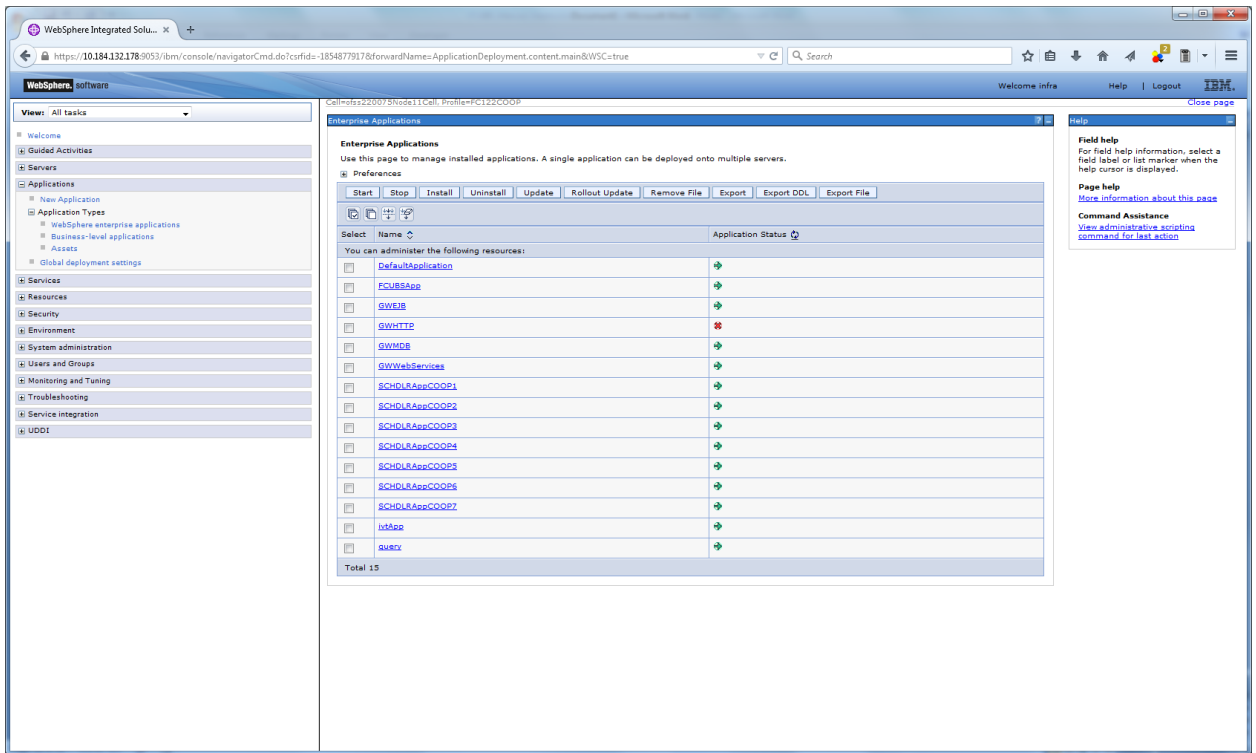 WebSphere Integrated Solu...
https://10.184.132.178:9053/ibm/console/navigatorCmd.do?csrfid=-1854877917&forwardName=ApplicationDeployment.content.main&WSC=true
Search
2
WebSphere. software
Welcome infra
Help | Logout
IBM.
View: All tasks
Welcome
Guided Activities
Servers
Applications
New Application
Application Types
WebSphere enterprise applications
Business-level applications
Assets
Global deployment settings
Services
Resources
Security
Environment
System administration
Users and Groups
Monitoring and Tuning
Troubleshooting
Service integration
UDDI
Cell=ofss220075Node11Cell, Profile=FC122COOP
Close page
Enterprise Applications
?
Enterprise Applications
Use this page to manage installed applications. A single application can be deployed onto multiple servers.
Preferences
Start Stop Install Uninstall Update Rollout Update Remove File Export Export DDL Export File
Select Name Application Status
You can administer the following resources:
DefaultApplication
FCUBSApp
GWEJB
GWHTTP
GWMDB
GWWebServices
SCHDLRAppCOOP1
SCHDLRAppCOOP2
SCHDLRAppCOOP3
SCHDLRAppCOOP4
SCHDLRAppCOOP5
SCHDLRAppCOOP6
SCHDLRAppCOOP7
ivtApp
query
Total 15
Help
Field help
For field help information, select a
field label or list marker when the
help cursor is displayed.
Page help
More information about this page
Command Assistance
View administrative scripting
command for last action